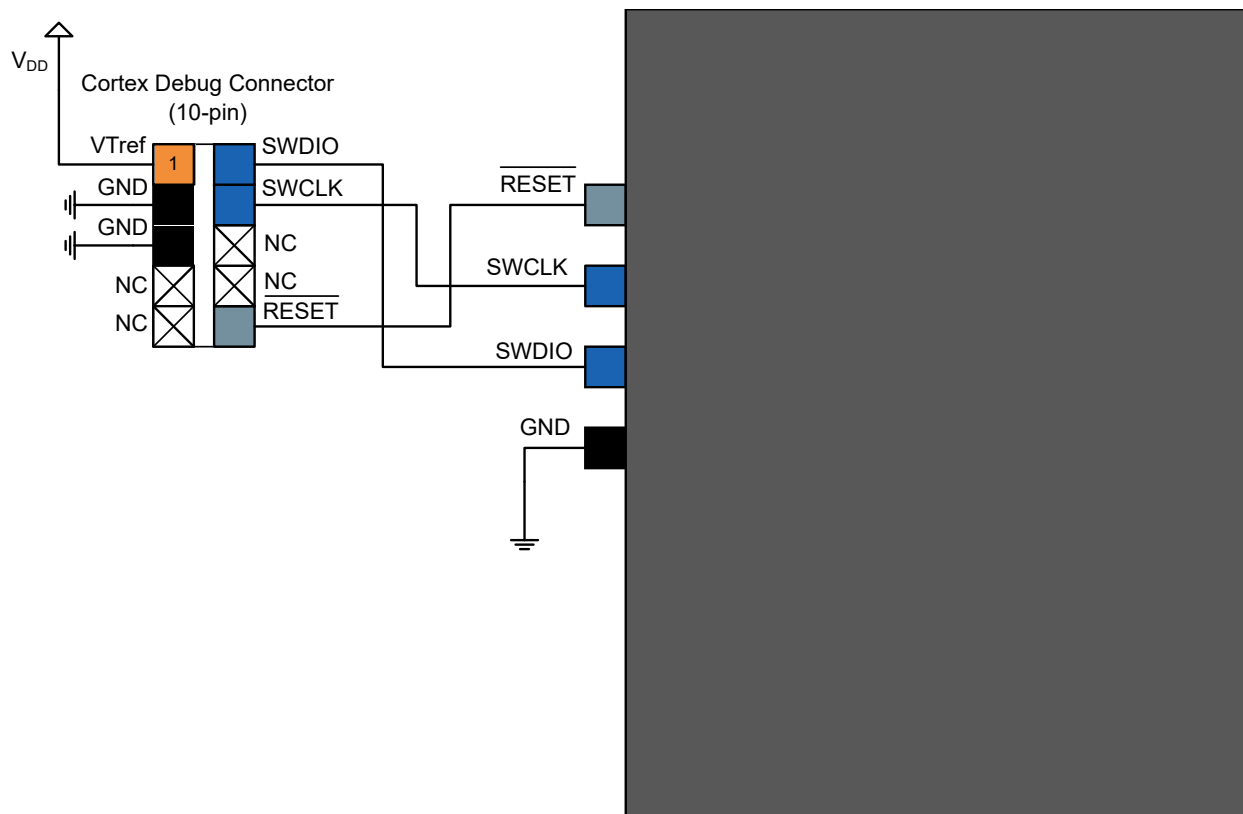 V_DD
Cortex Debug Connector
(10-pin)
VTref
1
SWDIO
GND
SWCLK
GND
NC
NC
NC
NC
RESET
RESET
SWCLK
SWDIO
GND